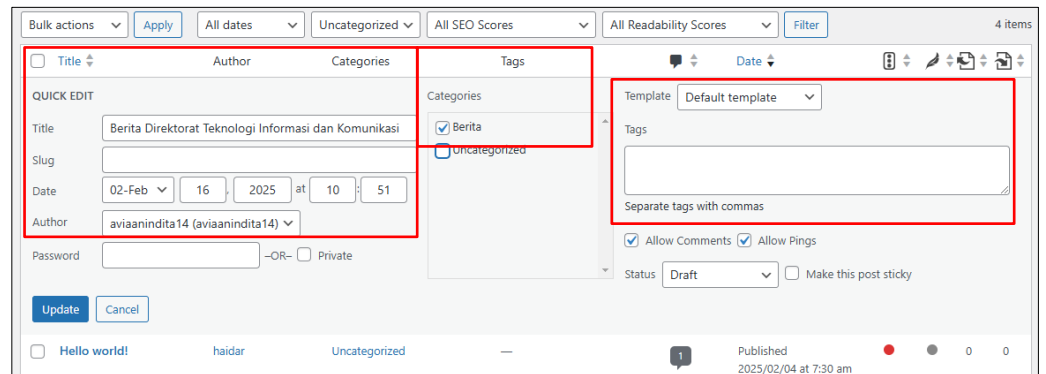 Bulk actions Apply All dates Uncategorized All SEO Scores All Readability Scores Filter 4 items
Title Author Categories Tags Date
QUICK EDIT
Title Berita Direktorat Teknologi Informasi dan Komunikasi
Slug
Date 02-Feb 16 , 2025 at 10 : 51
Author aviaanindita14 (aviaanindita14)
Password –OR– Private
Categories
Berita
Uncategorized
Template Default template
Tags
Separate tags with commas
Allow Comments Allow Pings
Status Draft Make this post sticky
Update Cancel
Hello world! haidar Uncategorized — 1 Published 0 0
2025/02/04 at 7:30 am